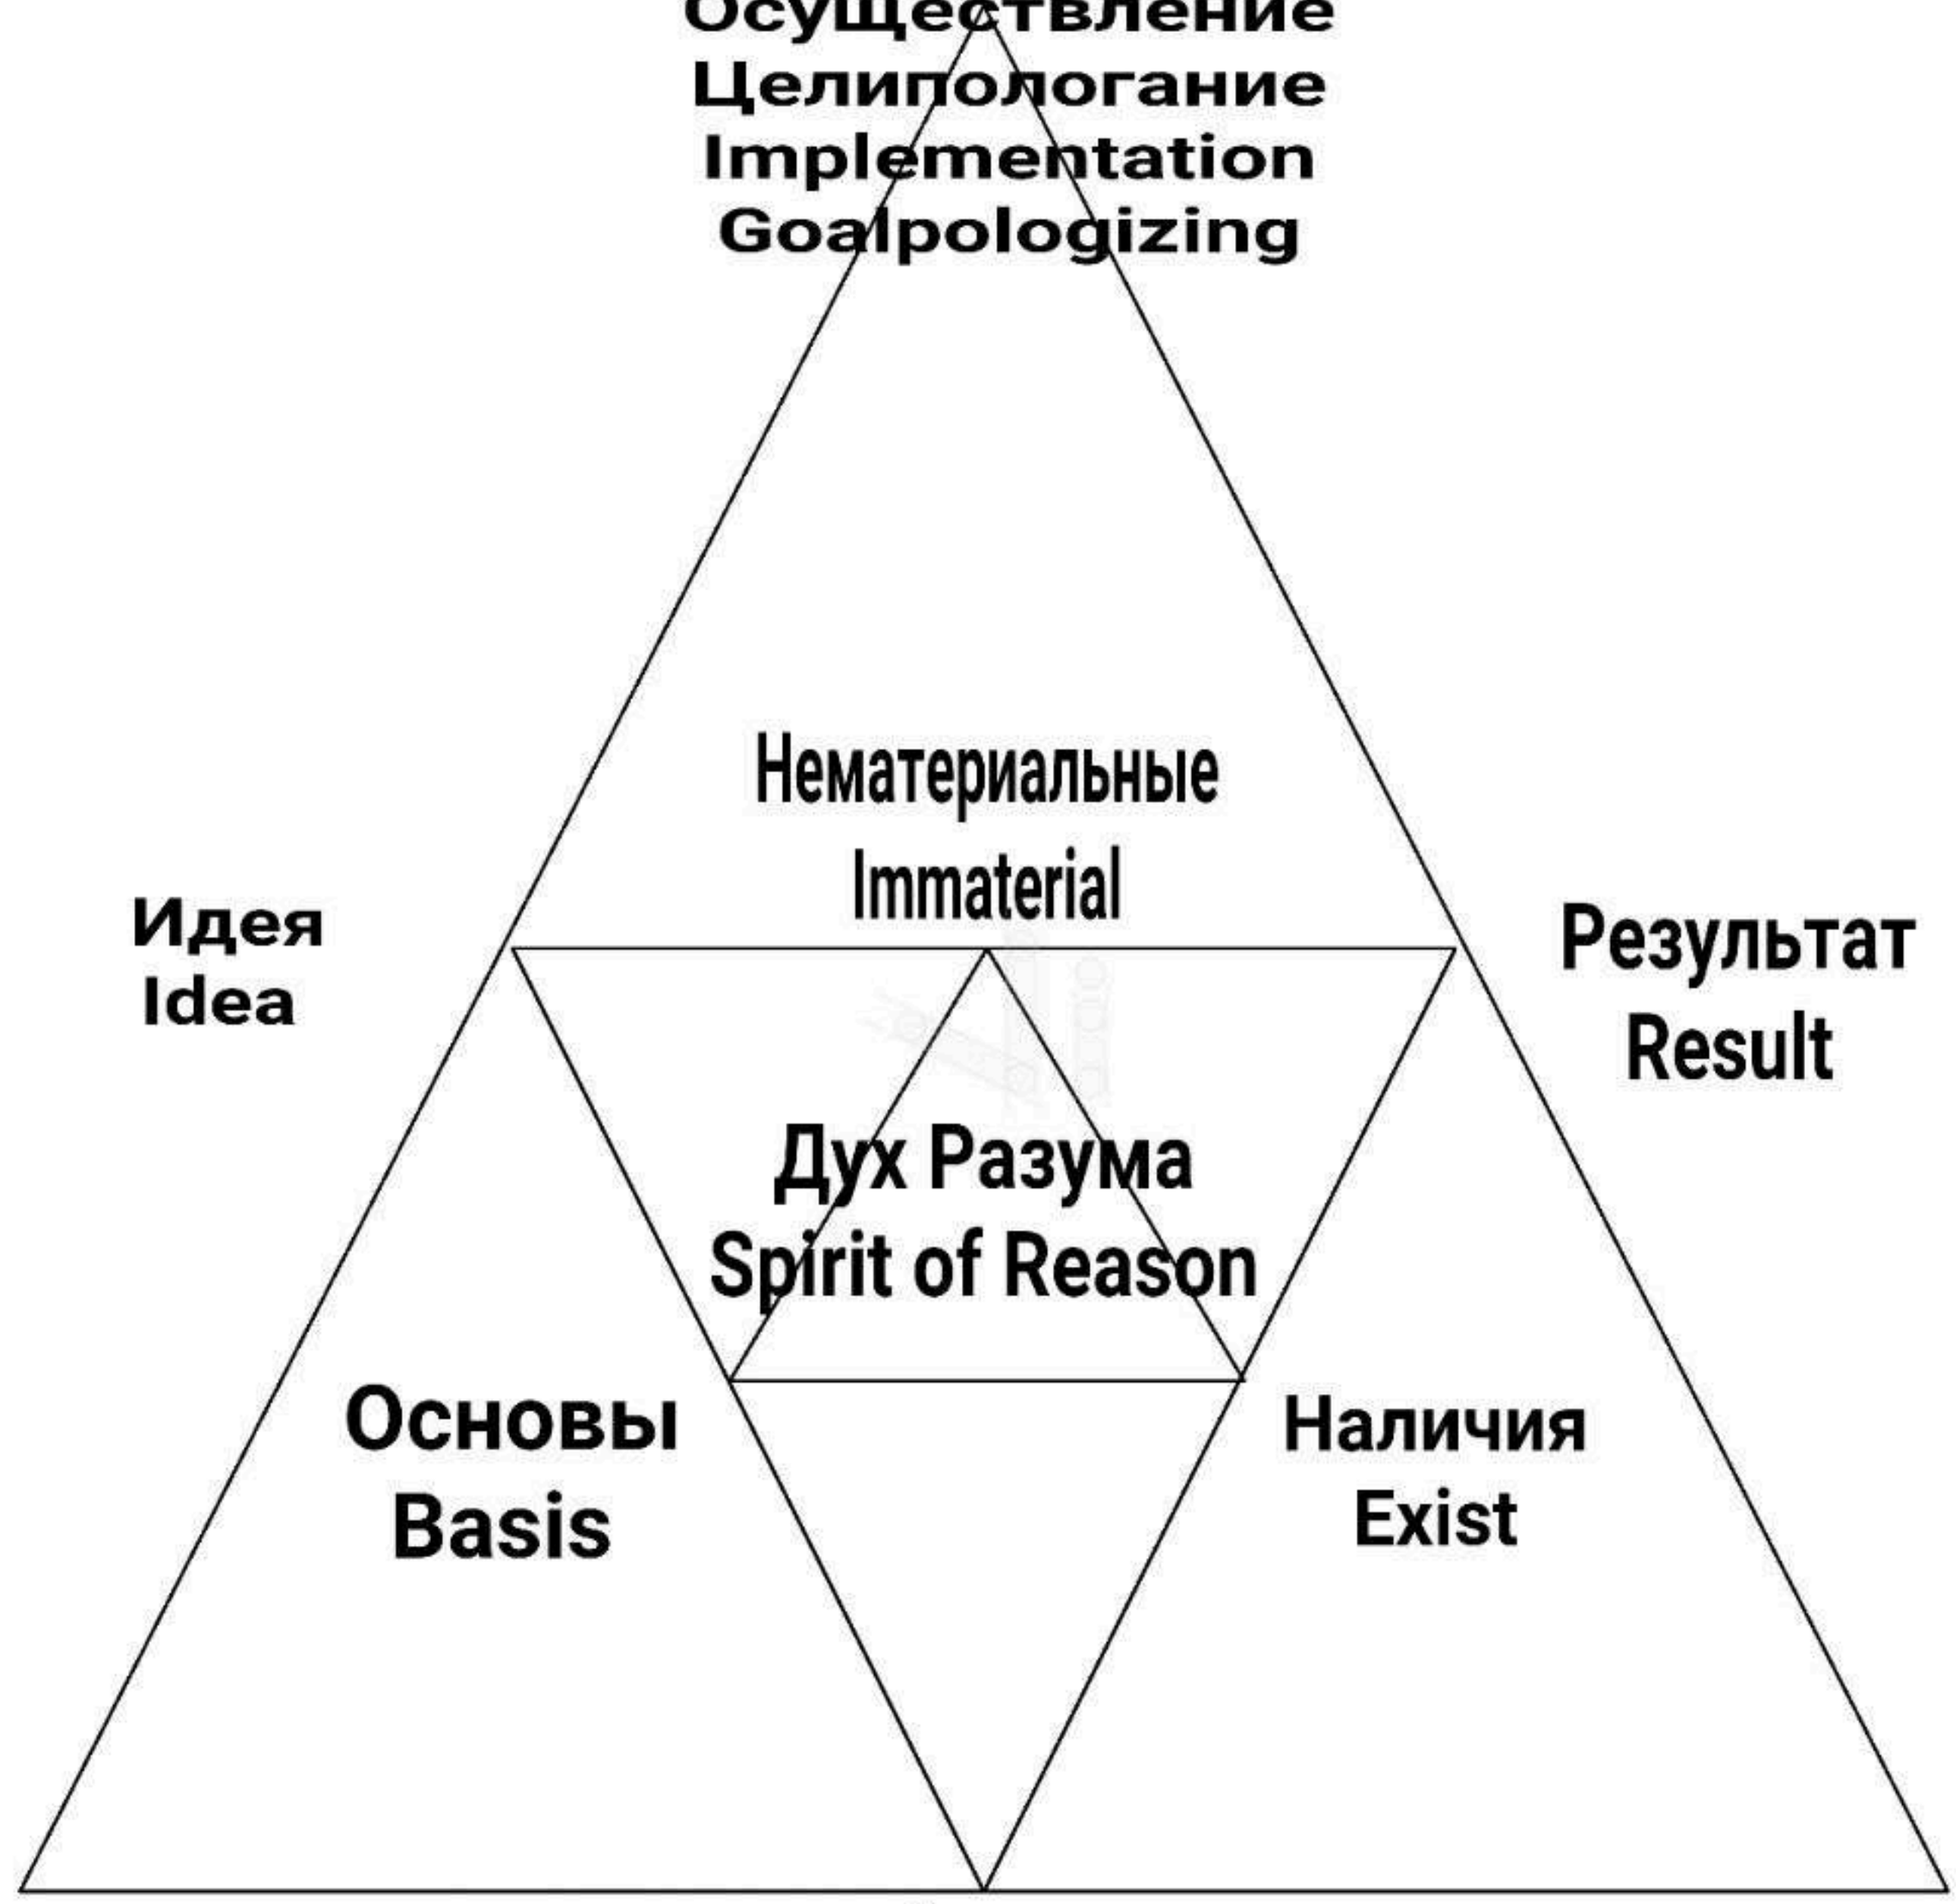 Осуществление
Целипологание
Implementation
Goalpologizing
Нематериальные
Immaterial
Идея
Idea
Результат
Result
Дух Разума
Spirit of Reason
Основы
Basis
Наличия
Exist